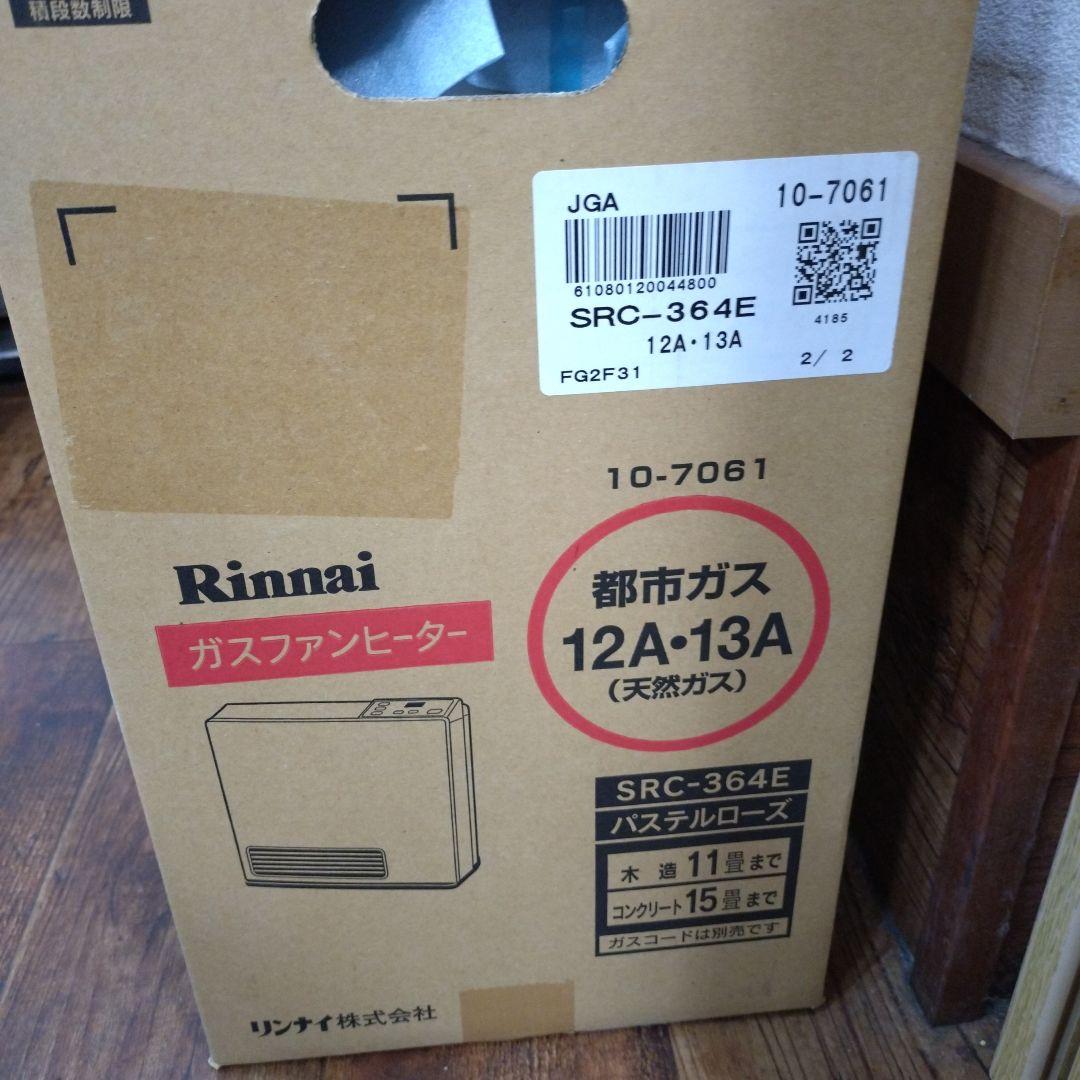 積段数制限
JGA
10-7061
61080120044800
SRC-364E
4185
12A・13A
2/ 2
FG2F31
10-7061
Rinnai
ガスファンヒーター
都市ガス
12A・13A
(天然ガス)
SRC-364E
パステルローズ
木 造 11畳まで
コンクリート15畳まで
ガスコードは別売です
リンナイ株式会社